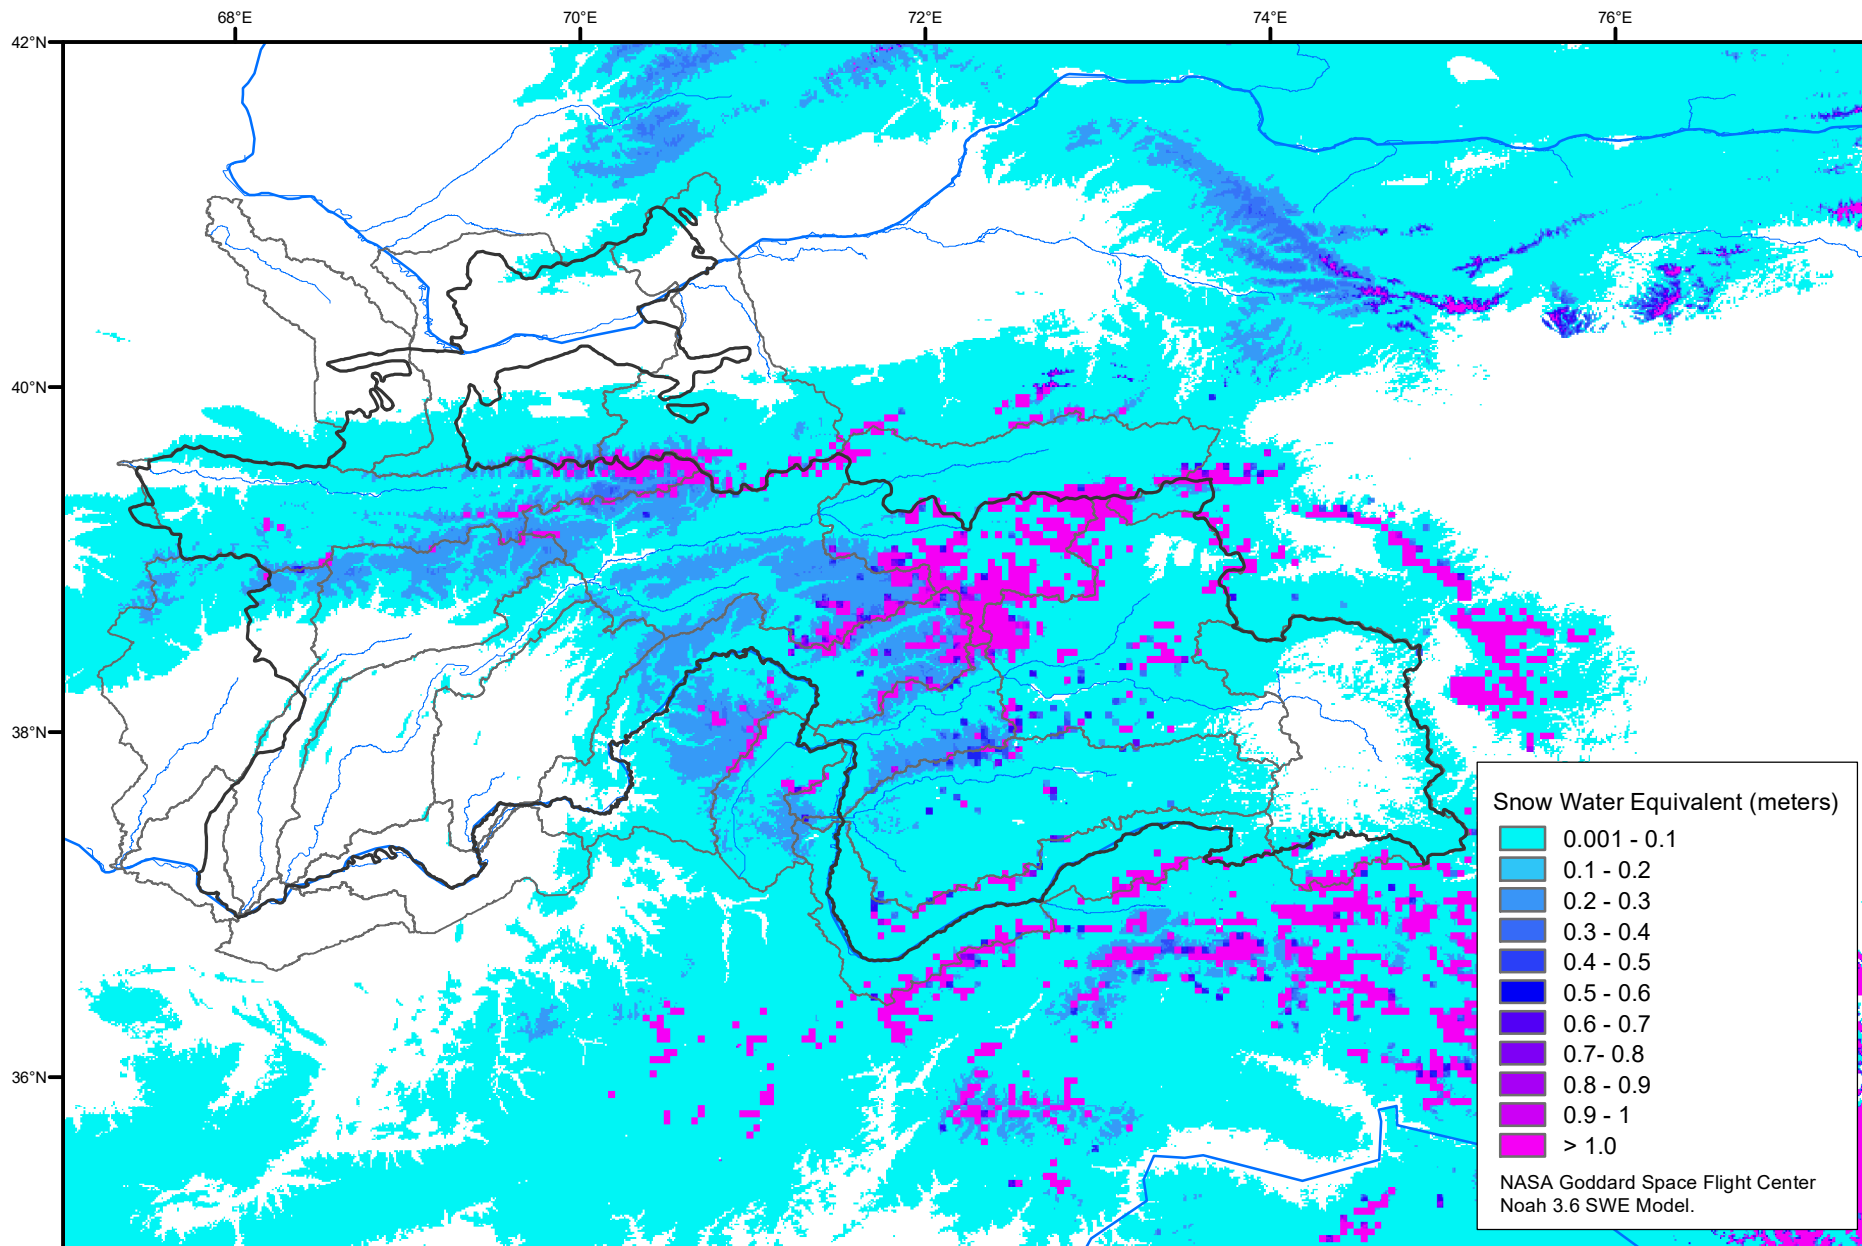 68°E
70°E
72°E
74°E
76°E
42°N
40°N
38°N
36°N
Snow Water Equivalent (meters)
0.001 - 0.1
0.1 - 0.2
0.2 - 0.3
0.3 - 0.4
0.4 - 0.5
0.5 - 0.6
0.6 - 0.7
0.7- 0.8
0.8 - 0.9
0.9 - 1
> 1.0
NASA Goddard Space Flight Center
Noah 3.6 SWE Model.